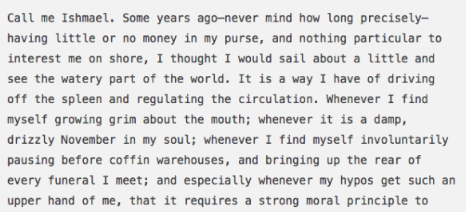 Call me Ishmael. Some years ago—never mind how long precisely—
having little or no money in my purse, and nothing particular to
interest me on shore, I thought I would sail about a little and
see the watery part of the world. It is a way I have of driving
off the spleen and regulating the circulation. Whenever I find
myself growing grim about the mouth; whenever it is a damp,
drizzly November in my soul; whenever I find myself involuntarily
pausing before coffin warehouses, and bringing up the rear of
every funeral I meet; and especially whenever my hypos get such an
upper hand of me, that it requires a strong moral principle to